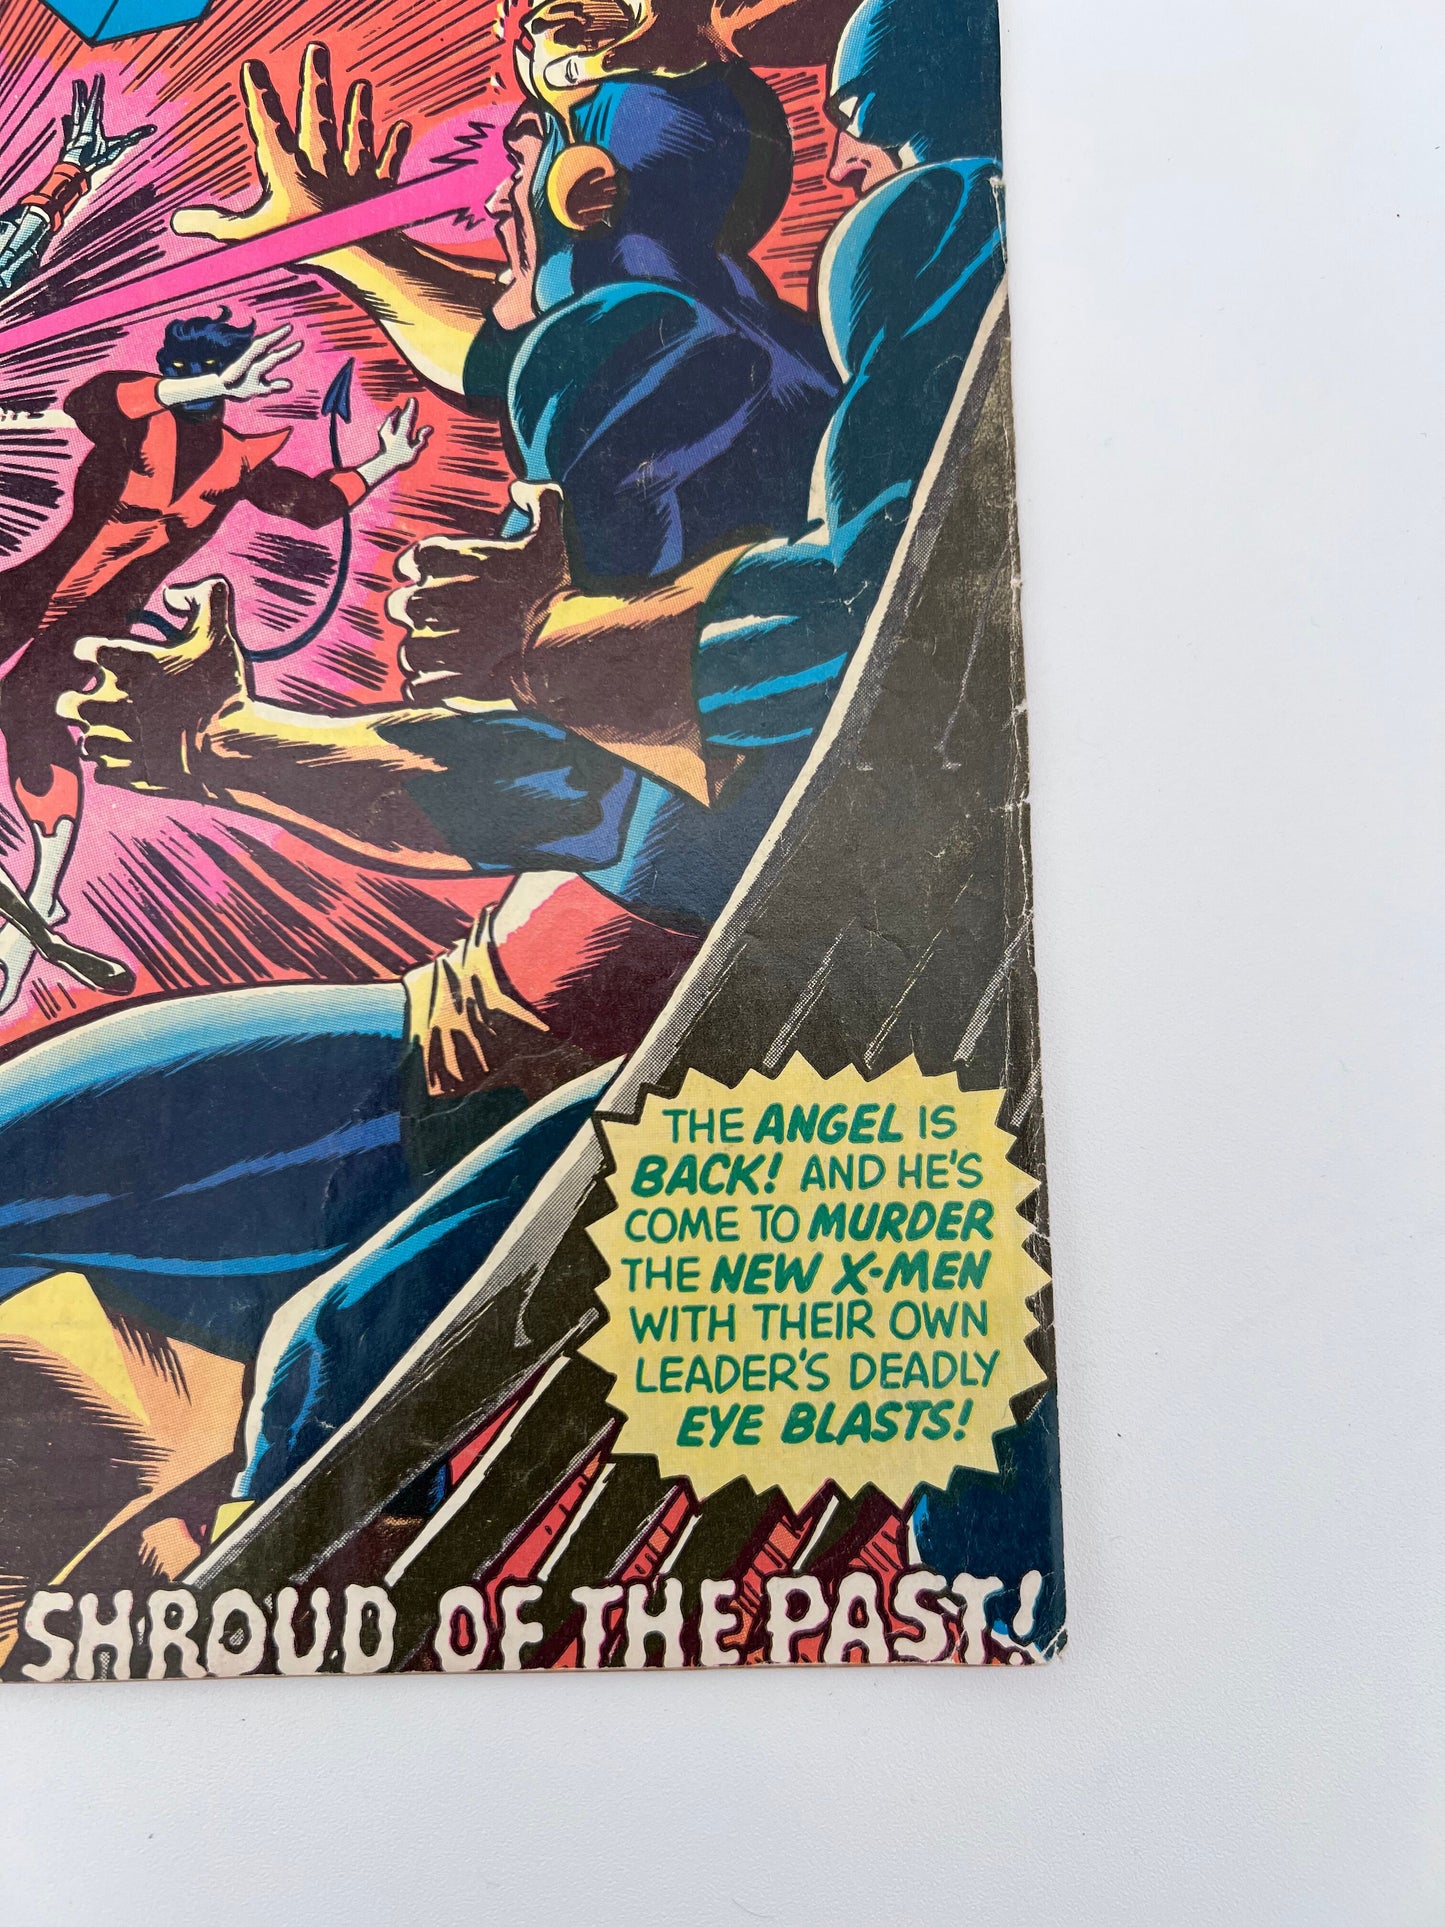 THE ANGEL IS
BACK! AND HE'S
COME TO MURDER
THE NEW X-MEN
WITH THEIR OWN
LEADER'S DEADLY
EYE BLASTS!
SHROUD OF THE PAST!